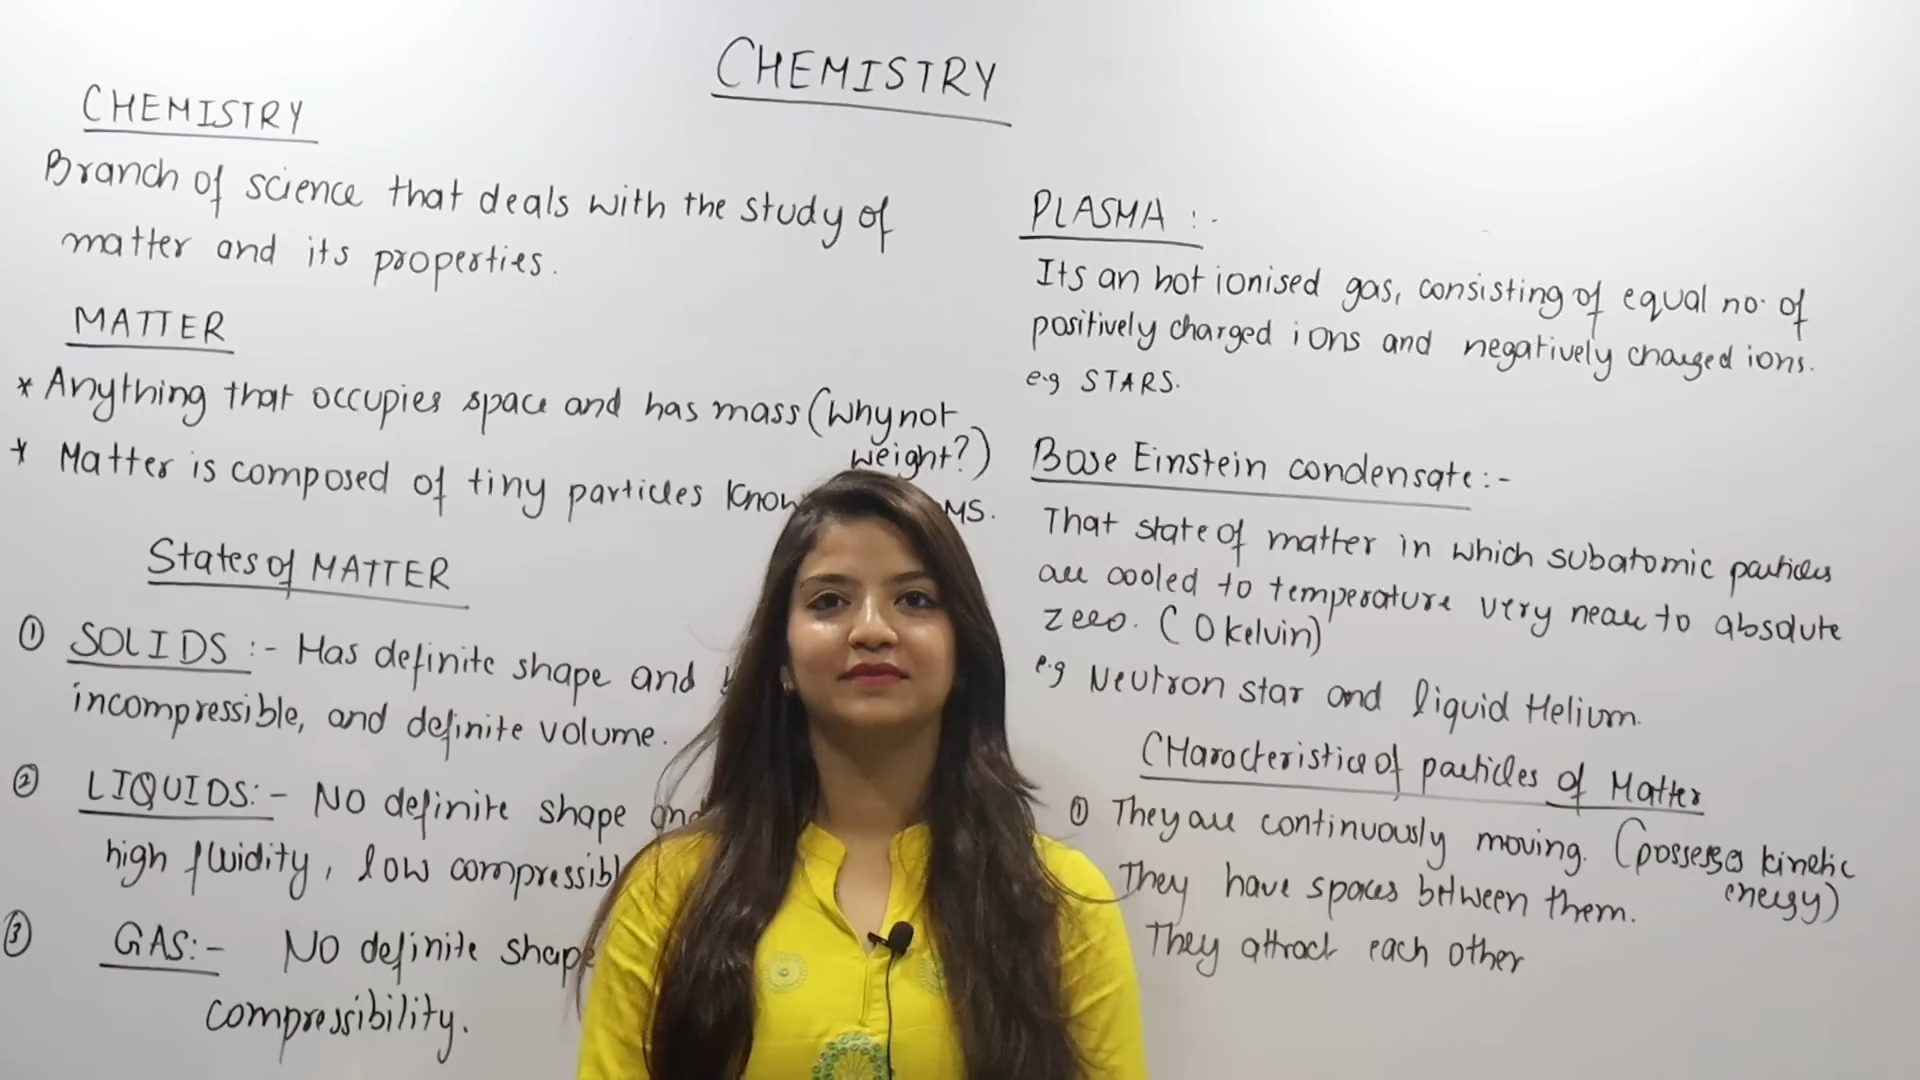 CHEMISTRY
CHEMISTRY
Branch of science that deals with the study of
matter and its properties.
MATTER
* Anything that occupies space and has mass (Why not
weight?)
* Matter is composed of tiny particles
MS.
States of MATTER
① SOLIDS :- Has definite shape and
incompressible, and definite volume.
② LIQUIDS:- No definite shape and
high fluidity, low
③ GAS:- No definite shape
compressibility.
PLASMA :-
Its an hot ionised gas, consisting of equal no. of
positively charged ions and negatively charged ions.
e.g STARS.
Bose Einstein condensate:-
That state of matter in which subatomic particles
are cooled to temperature very near to absolute
zero. (0 kelvin)
e.g Neutron star and liquid Helium.
CHaracteristics of particles of Matter
① They are continuously moving. (possesses kinetic
energy)
They have spaces between them.
They attract each other